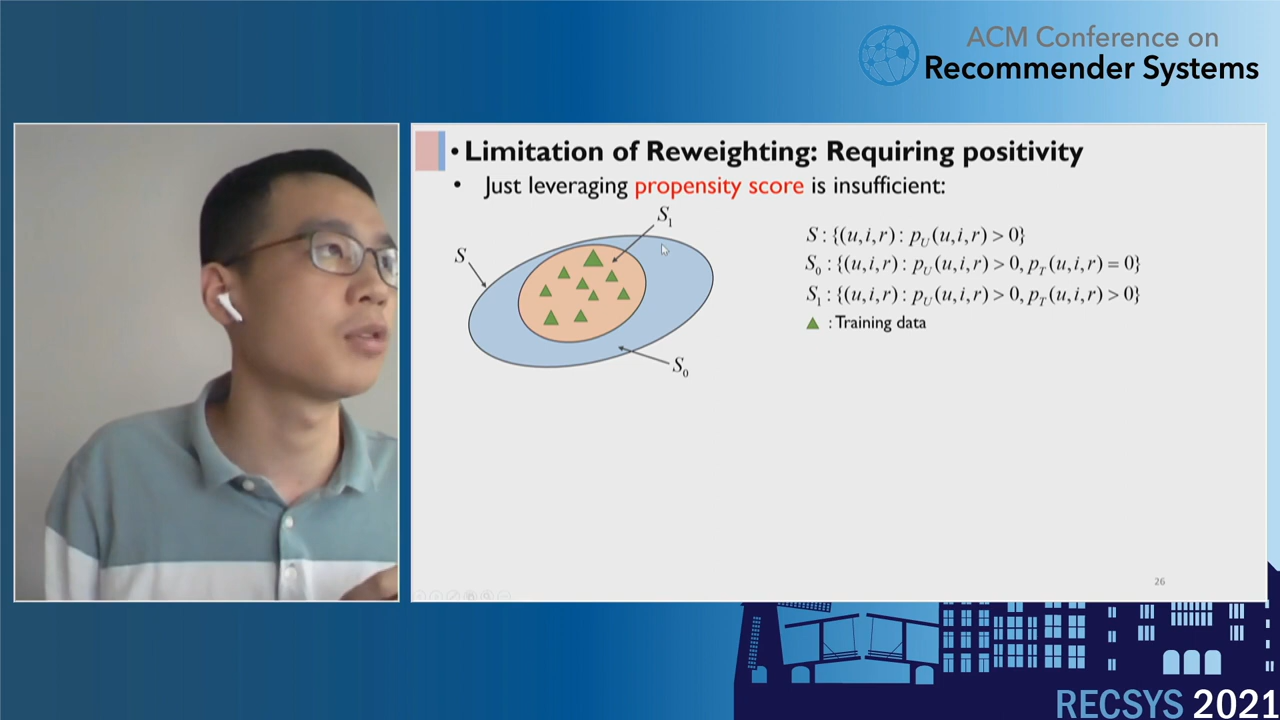 ACM Conference on
Recommender Systems
• Limitation of Reweighting: Requiring positivity
• Just leveraging propensity score is insufficient:
S₁
S
S₀
S : {(u,i,r) : p_U(u,i,r) > 0}
S₀ : {(u,i,r) : p_U(u,i,r) > 0, p_T(u,i,r) = 0}
S₁ : {(u,i,r) : p_U(u,i,r) > 0, p_T(u,i,r) > 0}
▲ : Training data
26
RECSYS 2021